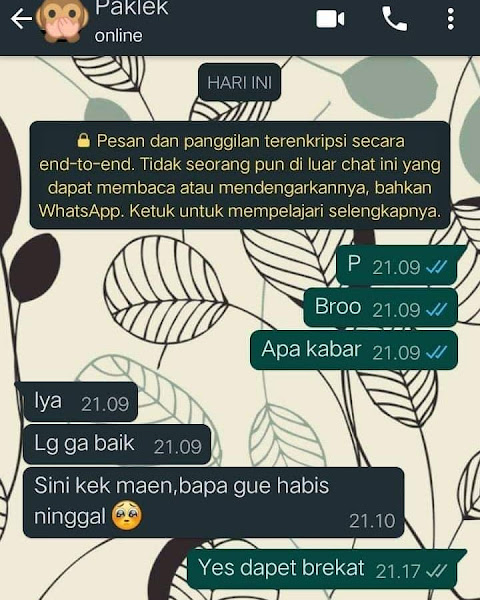 Paklek
online
HARI INI
Pesan dan panggilan terenkripsi secara
end-to-end. Tidak seorang pun di luar chat ini yang
dapat membaca atau mendengarkannya, bahkan
WhatsApp. Ketuk untuk mempelajari selengkapnya.
P 21.09
Broo 21.09
Apa kabar 21.09
Iya 21.09
Lg ga baik 21.09
Sini kek maen,bapa gue habis
ninggal 🥺
21.10
Yes dapet brekat 21.17